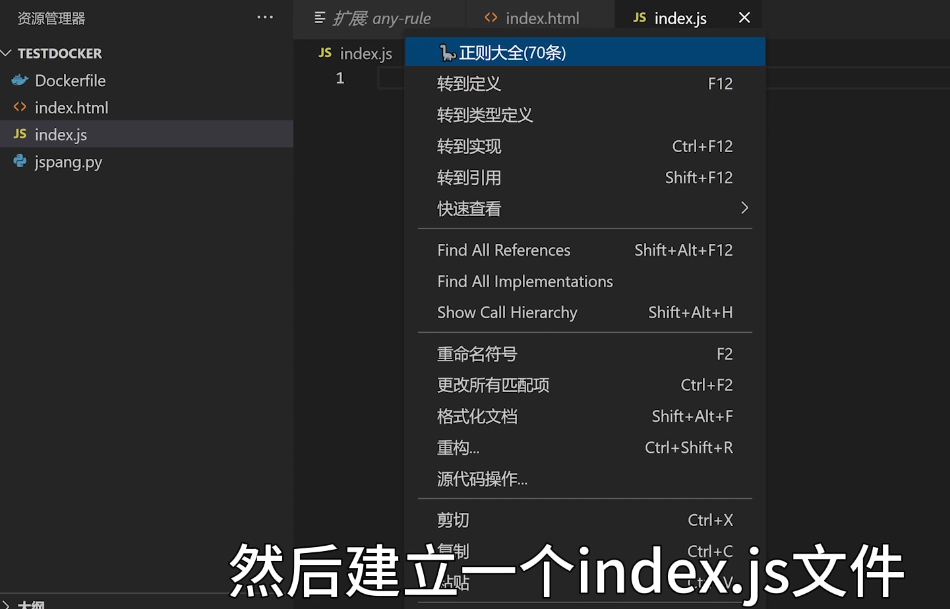 资源管理器 ···
扩展: any-rule
index.html
JS index.js
TESTDOCKER
Dockerfile
index.html
JS index.js
jspang.py
JS index.js
1
正则大全(70条)
转到定义 F12
转到类型定义
转到实现 Ctrl+F12
转到引用 Shift+F12
快速查看
Find All References Shift+Alt+F12
Find All Implementations
Show Call Hierarchy Shift+Alt+H
重命名符号 F2
更改所有匹配项 Ctrl+F2
格式化文档 Shift+Alt+F
重构... Ctrl+Shift+R
源代码操作...
剪切 Ctrl+X
复制 Ctrl+C
粘贴 Ctrl+V
然后建立一个index.js文件
大纲